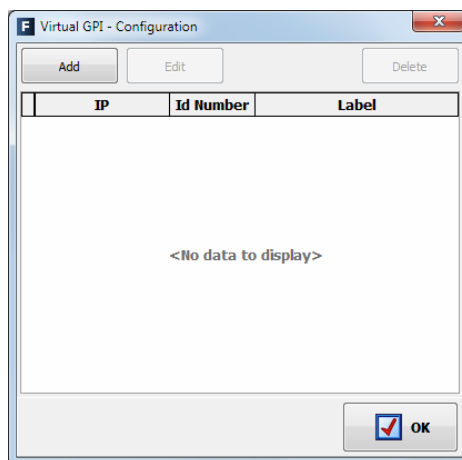 F Virtual GPI - Configuration
Add Edit Delete
IP Id Number Label
<No data to display>
OK